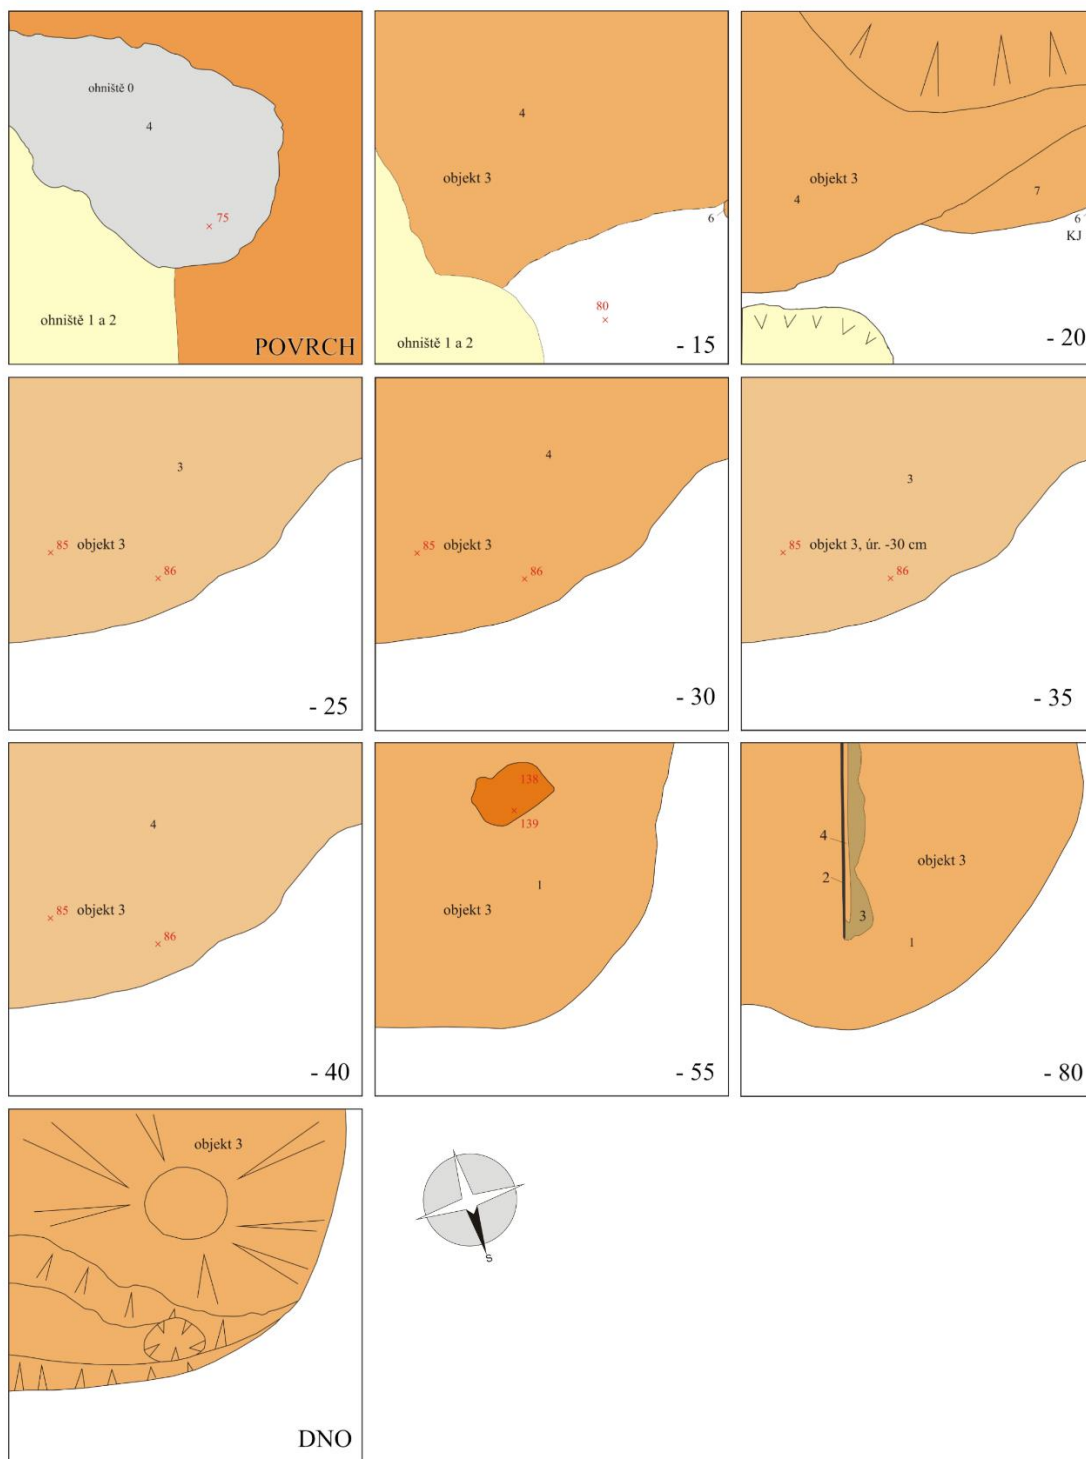 ohniště 0
4
75
ohniště 1 a 2
POVRCH
4
objekt 3
6
80
ohniště 1 a 2
- 15
objekt 3
4
7
6
KJ
- 20
3
85 objekt 3
86
- 25
4
85 objekt 3
86
- 30
3
85 objekt 3, úr. -30 cm
86
- 35
4
85 objekt 3
86
- 40
138
139
1
objekt 3
- 55
4
objekt 3
2
3
1
- 80
objekt 3
DNO
S